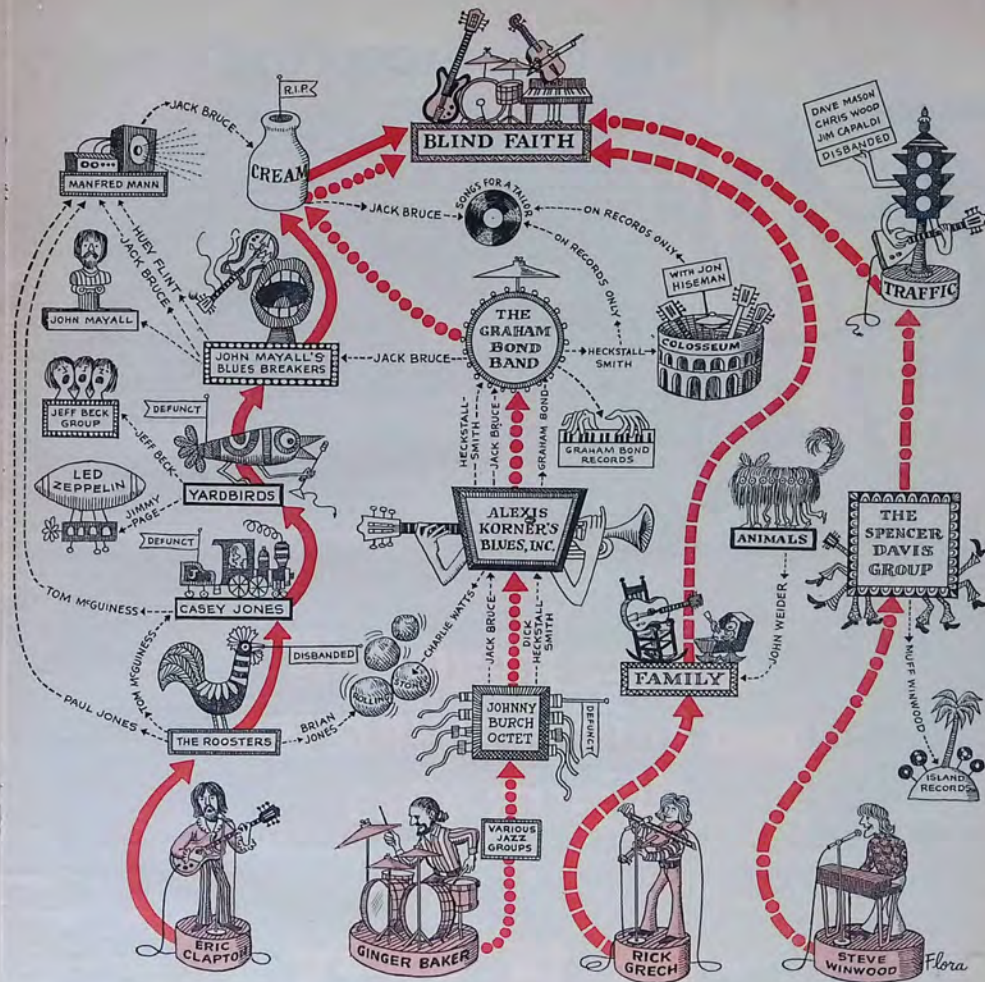 R.I.P.
JACK BRUCE
BLIND FAITH
DAVE MASON
CHRIS WOOD
JIM CAPALDI
DISBANDED
MANFRED MANN
CREAM
JACK BRUCE
SONGS FOR A TAILOR
ON RECORDS ONLY
ON RECORDS ONLY
HUEY FLINT
JACK BRUCE
WITH JON
HISEMAN
TRAFFIC
JOHN MAYALL
THE
GRAHAM
BOND
BAND
COLOSSEUM
JOHN MAYALL'S
BLUES BREAKERS
JACK BRUCE
HECKSTALL-
SMITH
JEFF BECK
GROUP
DEFUNCT
JEFF BECK
HECKSTALL-
SMITH
JACK BRUCE
GRAHAM BOND
GRAHAM BOND
RECORDS
LED
ZEPPELIN
JIMMY
PAGE
YARDBIRDS
ALEXIS
KORNER'S
BLUES, INC.
ANIMALS
THE
SPENCER
DAVIS
GROUP
DEFUNCT
TOM McGUINESS
CASEY JONES
CHARLIE WATTS
JACK BRUCE
DICK
HECKSTALL-
SMITH
JOHN WEIDER
TOM McGUINESS
DISBANDED
ROLLING
STONES
FAMILY
MUFF WINWOOD
PAUL JONES
THE ROOSTERS
BRIAN
JONES
JOHNNY
BURCH
OCTET
DEFUNCT
ISLAND
RECORDS
VARIOUS
JAZZ
GROUPS
ERIC
CLAPTON
GINGER BAKER
RICK
GRECH
STEVE
WINWOOD
Flora